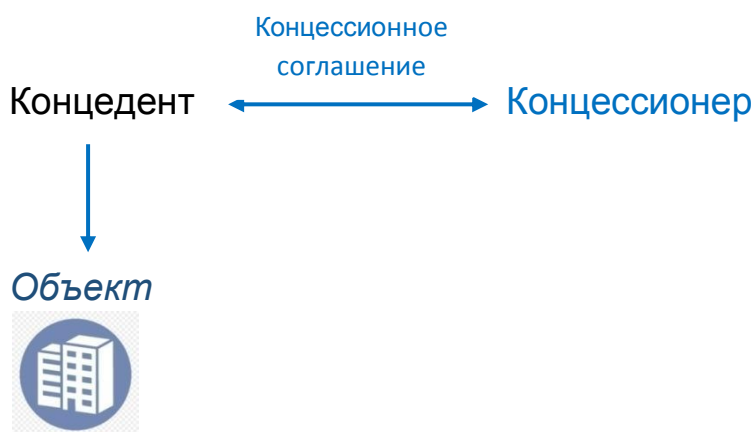 Концессионное
соглашение
Концедент
Концессионер
Объект